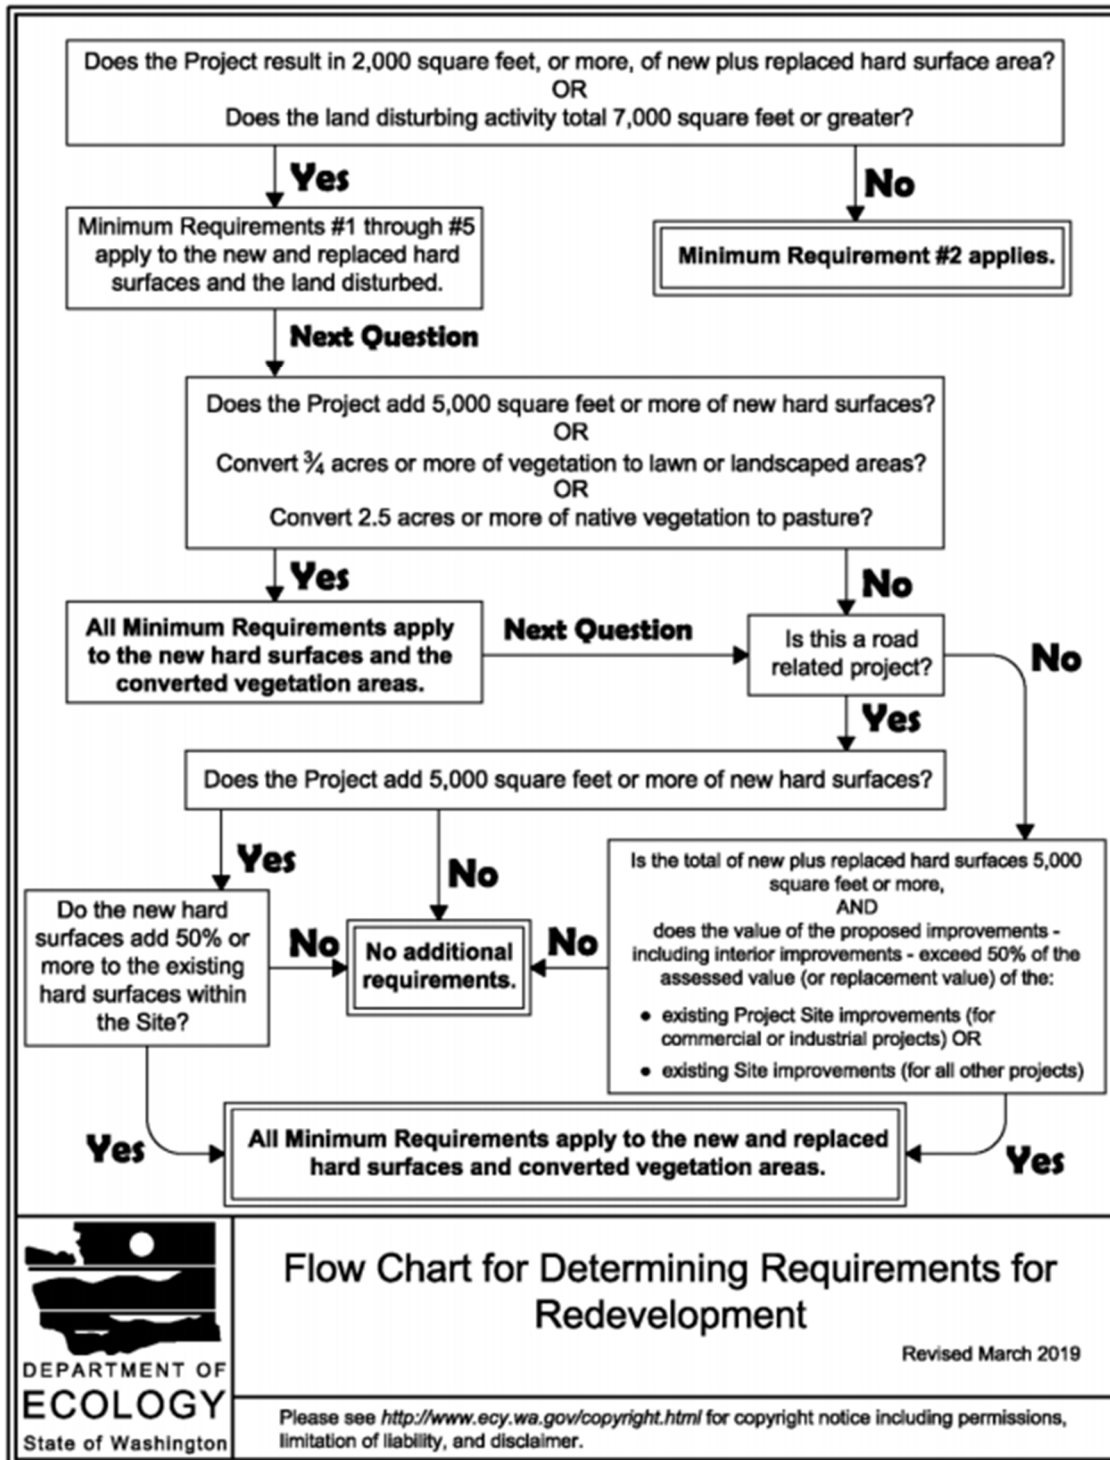 Does the Project result in 2,000 square feet, or more, of new plus replaced hard surface area?
OR
Does the land disturbing activity total 7,000 square feet or greater?
Yes
No
Minimum Requirements #1 through #5
apply to the new and replaced hard
surfaces and the land disturbed.
Minimum Requirement #2 applies.
Next Question
Does the Project add 5,000 square feet or more of new hard surfaces?
OR
Convert ¾ acres or more of vegetation to lawn or landscaped areas?
OR
Convert 2.5 acres or more of native vegetation to pasture?
Yes
No
All Minimum Requirements apply
to the new hard surfaces and the
converted vegetation areas.
Next Question
Is this a road
related project?
No
Yes
Does the Project add 5,000 square feet or more of new hard surfaces?
Yes
No
Do the new hard
surfaces add 50% or
more to the existing
hard surfaces within
the Site?
No
No additional
requirements.
No
Is the total of new plus replaced hard surfaces 5,000
square feet or more,
AND
does the value of the proposed improvements -
including interior improvements - exceed 50% of the
assessed value (or replacement value) of the:
• existing Project Site improvements (for
commercial or industrial projects) OR
• existing Site improvements (for all other projects)
Yes
All Minimum Requirements apply to the new and replaced
hard surfaces and converted vegetation areas.
Yes
DEPARTMENT OF
ECOLOGY
State of Washington
Flow Chart for Determining Requirements for
Redevelopment
Revised March 2019
Please see http://www.ecy.wa.gov/copyright.html for copyright notice including permissions,
limitation of liability, and disclaimer.